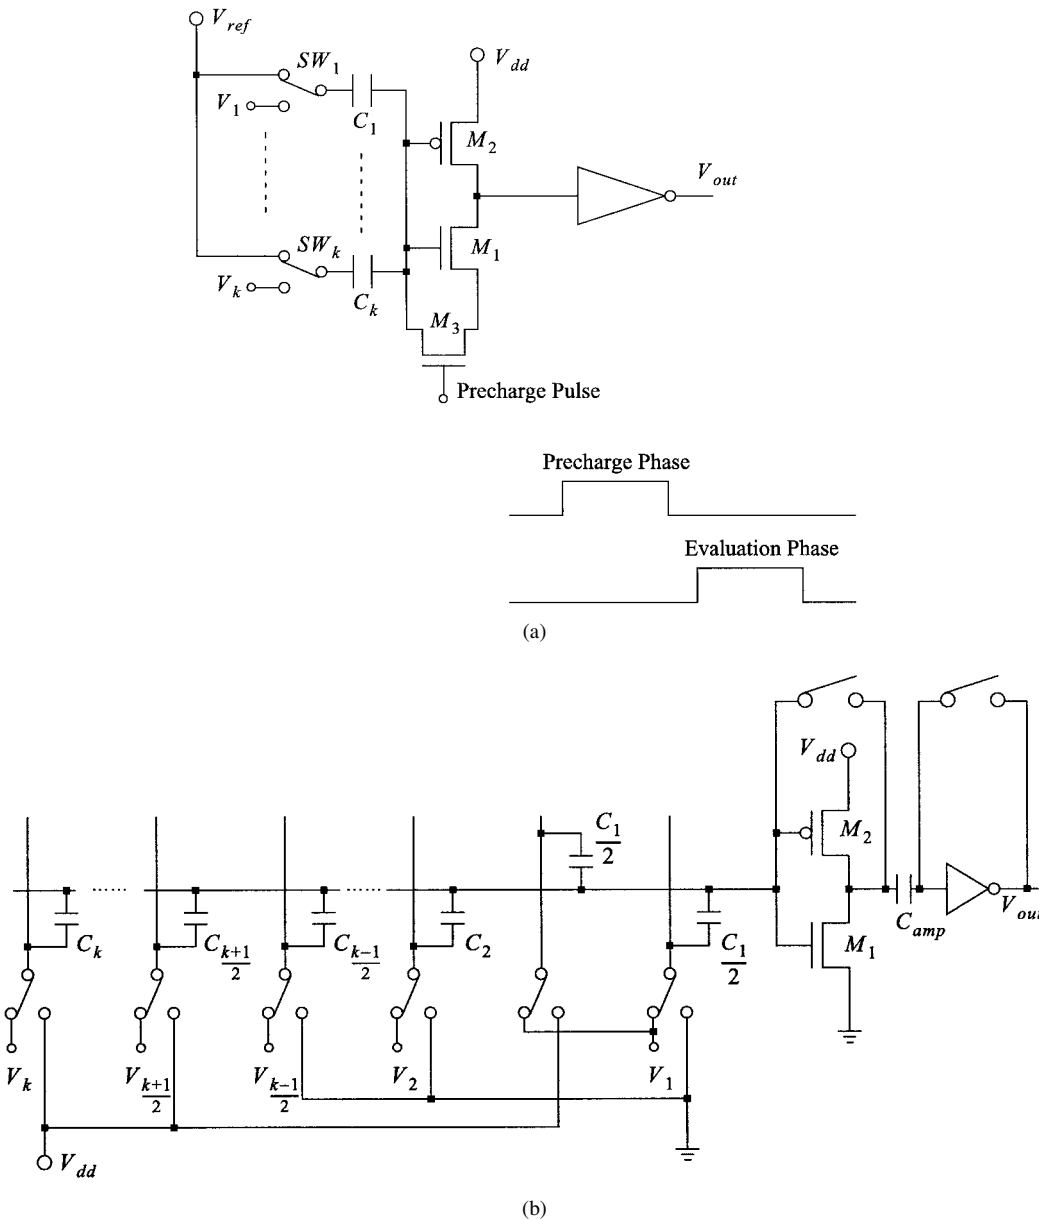 V_ref
SW_1
V_dd
V_1
C_1
M_2
V_out
SW_k
M_1
V_k
C_k
M_3
Precharge Pulse
Precharge Phase
Evaluation Phase
(a)
V_dd
C_1/2
M_2
C_k
C_{k+1/2}
C_{k-1/2}
C_2
C_1/2
C_amp
V_out
M_1
V_k
V_{k+1/2}
V_{k-1/2}
V_2
V_1
V_dd
(b)